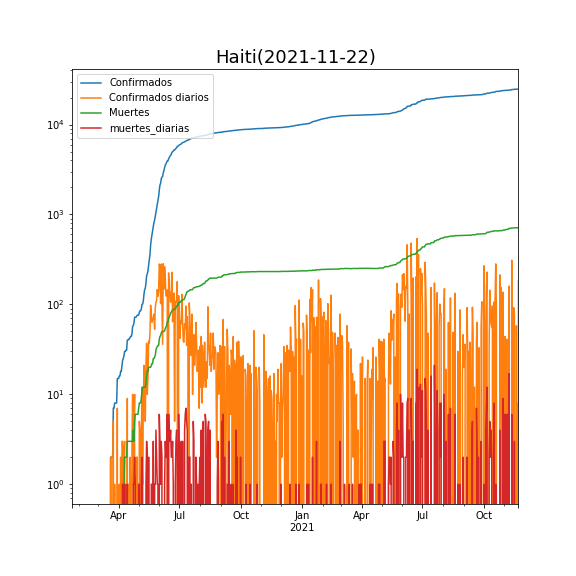 Haiti(2021-11-22)
Confirmados
Confirmados diarios
Muertes
muertes_diarias
10⁴
10³
10²
10¹
10⁰
Apr Jul Oct Jan Apr Jul Oct
2021